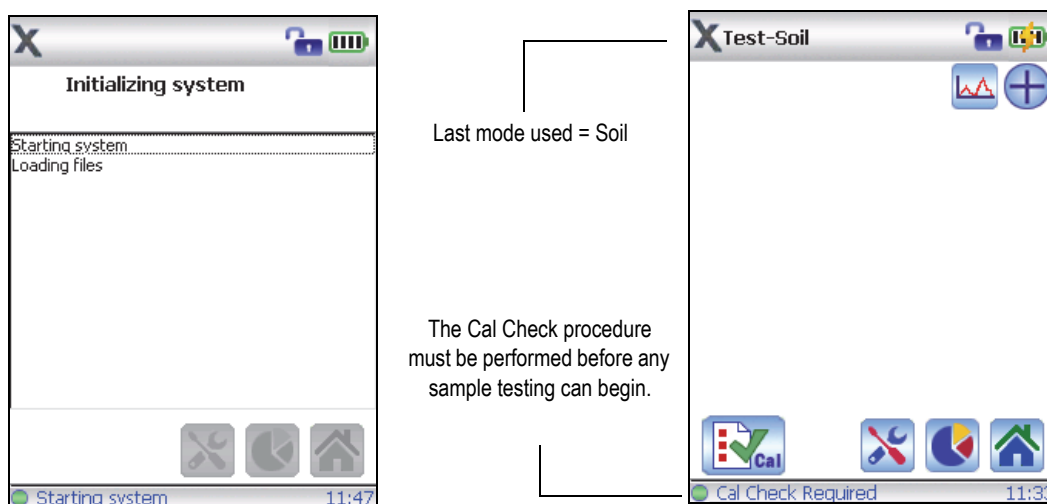 X
Initializing system
Starting system
Loading files
Starting system 11:47
Last mode used = Soil
The Cal Check procedure
must be performed before any
sample testing can begin.
X Test-Soil
Cal
Cal Check Required